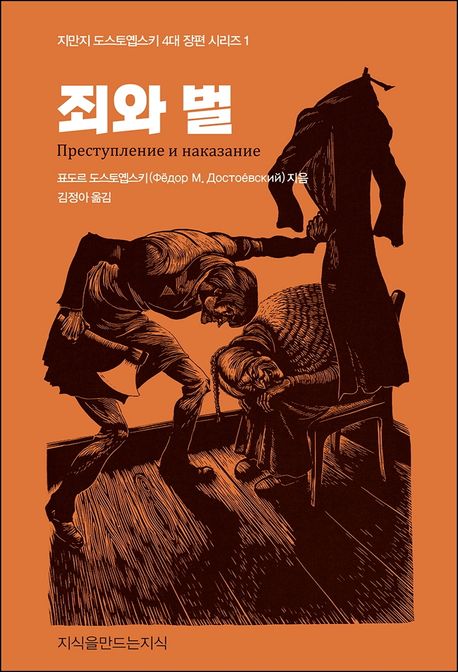 지만지 도스토옙스키 4대 장편 시리즈 1
죄와 벌
Преступление и наказание
표도르 도스토옙스키(Фёдор М. Достоéвский) 지음
김정아 옮김
지식을만드는지식